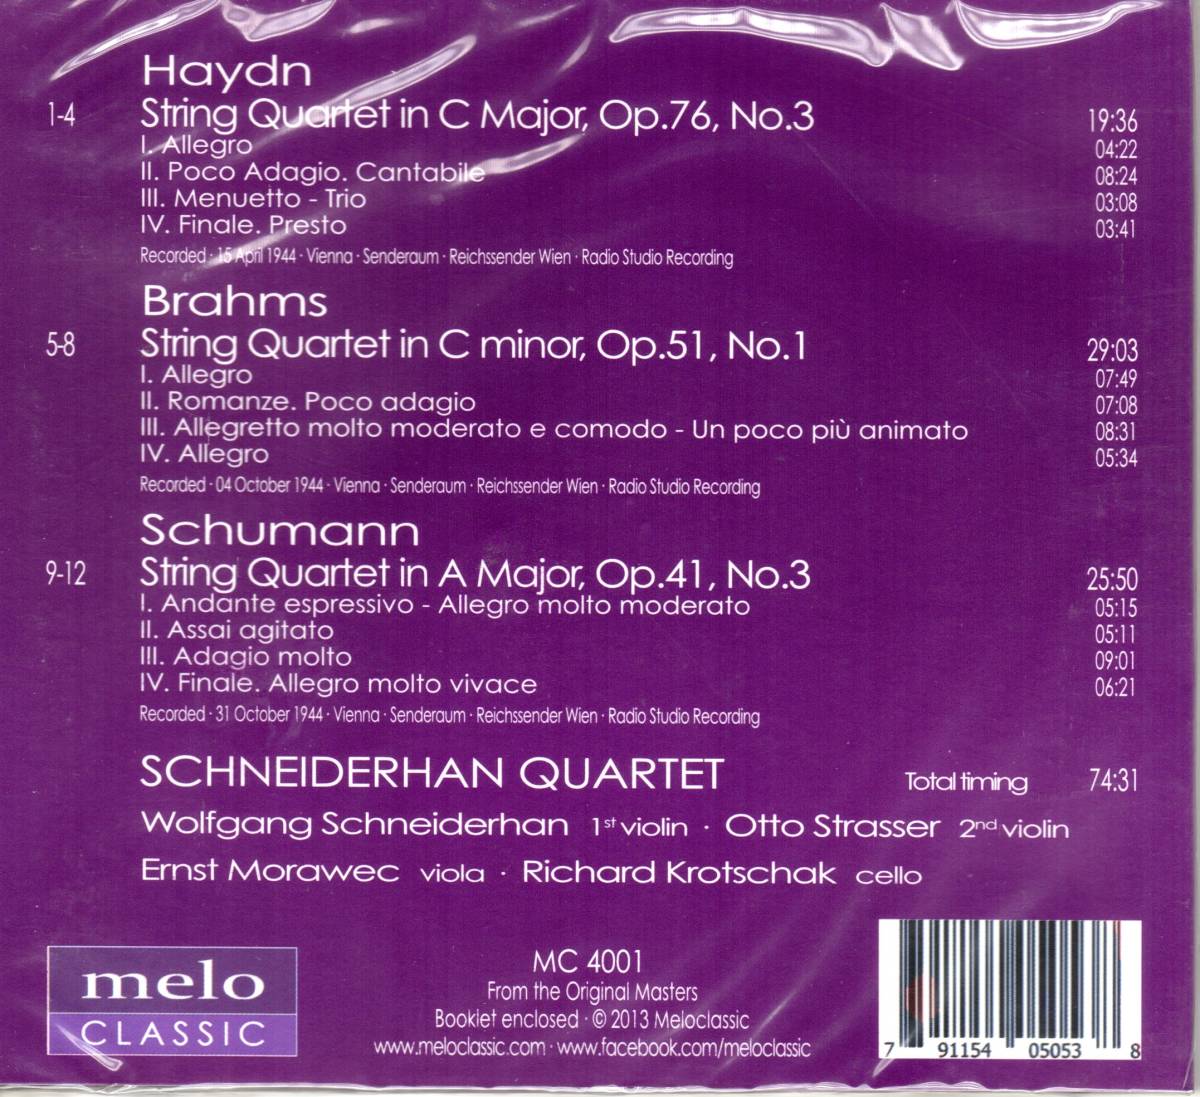 Haydn
1-4 String Quartet in C Major, Op.76, No.3 19:36
I. Allegro 04:22
II. Poco Adagio. Cantabile 08:24
III. Menuetto - Trio 03:08
IV. Finale. Presto 03:41
Recorded · 15 April 1944 · Vienna · Senderaum · Reichssender Wien · Radio Studio Recording
Brahms
5-8 String Quartet in C minor, Op.51, No.1 29:03
I. Allegro 07:49
II. Romanze. Poco adagio 07:08
III. Allegretto molto moderato e comodo - Un poco più animato 08:31
IV. Allegro 05:34
Recorded · 04 October 1944 · Vienna · Senderaum · Reichssender Wien · Radio Studio Recording
Schumann
9-12 String Quartet in A Major, Op.41, No.3 25:50
I. Andante espressivo - Allegro molto moderato 05:15
II. Assai agitato 05:11
III. Adagio molto 09:01
IV. Finale. Allegro molto vivace 06:21
Recorded · 31 October 1944 · Vienna · Senderaum · Reichssender Wien · Radio Studio Recording
SCHNEIDERHAN QUARTET Total timing 74:31
Wolfgang Schneiderhan 1st violin · Otto Strasser 2nd violin
Ernst Morawec viola · Richard Krotschak cello
melo
CLASSIC
MC 4001
From the Original Masters
Booklet enclosed · © 2013 Meloclassic
www.meloclassic.com · www.facebook.com/meloclassic
7 91154 05053 8